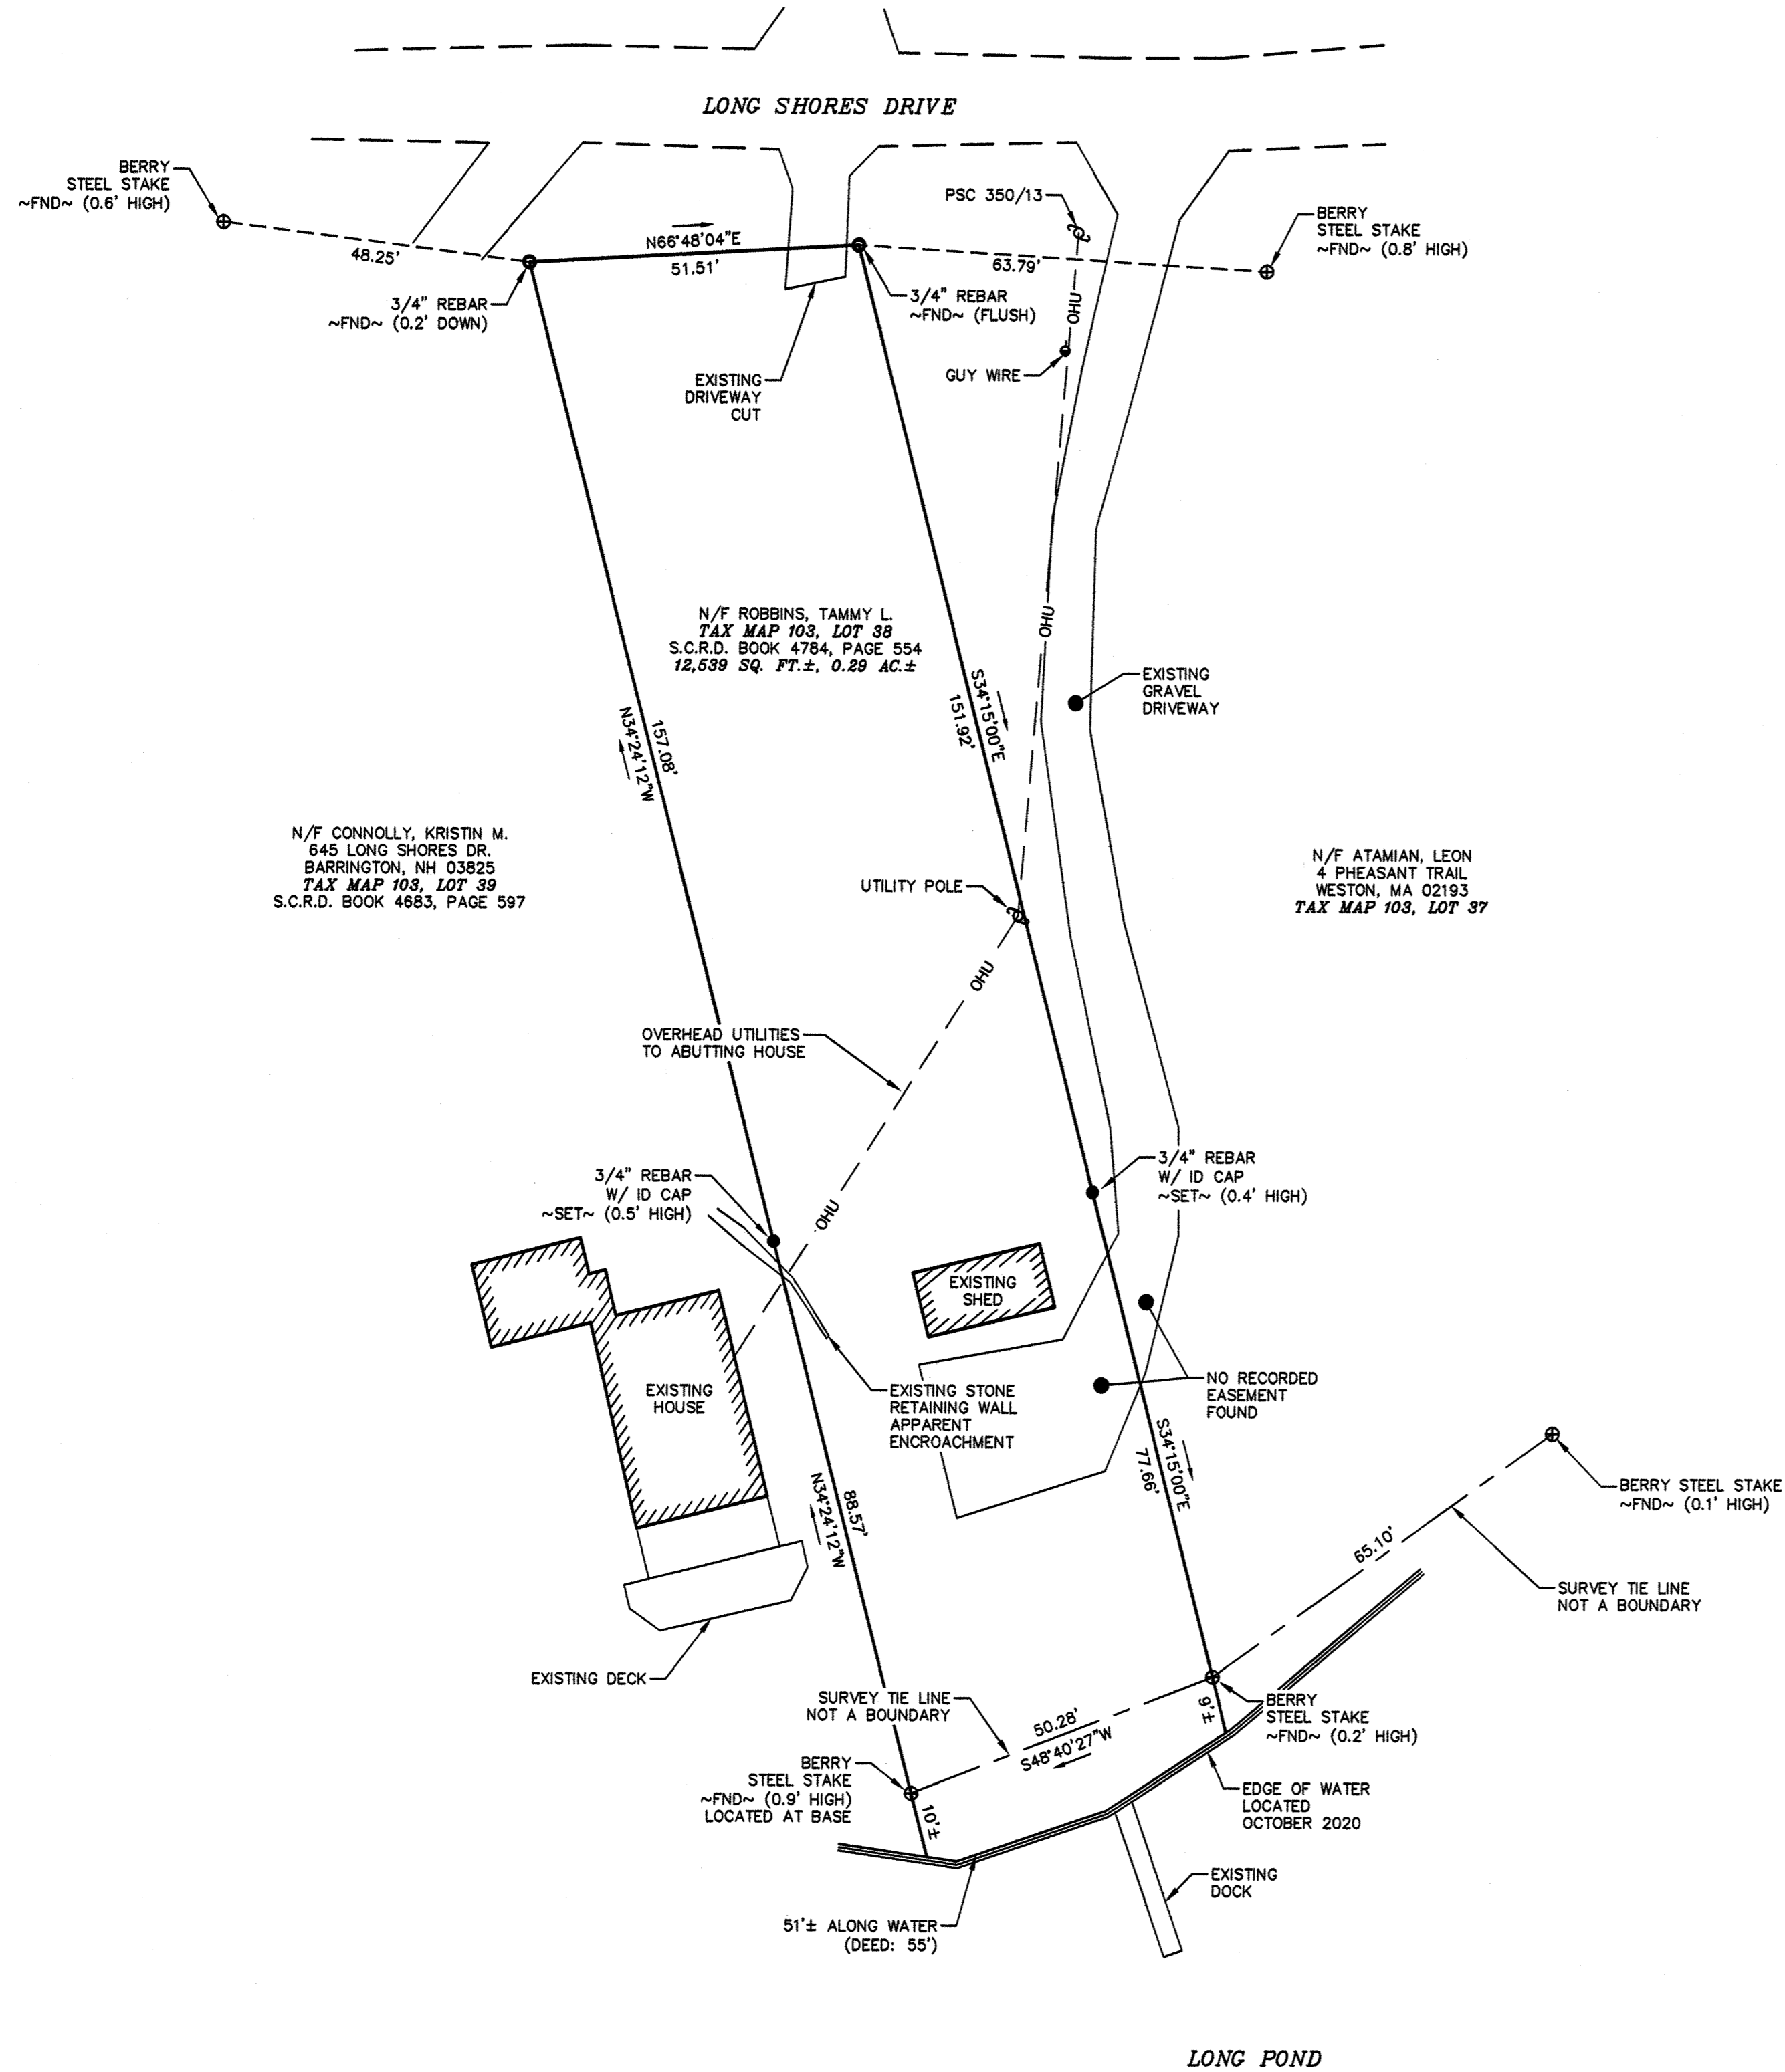 LONG SHORES DRIVE
BERRY
STEEL STAKE
~FND~ (0.6' HIGH)
48.25'
N66°48'04"E
51.51'
PSC 350/13
63.79'
BERRY
STEEL STAKE
~FND~ (0.8' HIGH)
3/4" REBAR
~FND~ (0.2' DOWN)
3/4" REBAR
~FND~ (FLUSH)
OHU
GUY WIRE
EXISTING
DRIVEWAY
CUT
N/F ROBBINS, TAMMY L.
TAX MAP 103, LOT 38
S.C.R.D. BOOK 4784, PAGE 554
12,539 SQ. FT.±, 0.29 AC.±
OHU
S34°15'00"E
151.92'
EXISTING
GRAVEL
DRIVEWAY
157.08'
N34°24'12"W
N/F CONNOLLY, KRISTIN M.
645 LONG SHORES DR.
BARRINGTON, NH 03825
TAX MAP 103, LOT 39
S.C.R.D. BOOK 4683, PAGE 597
N/F ATAMIAN, LEON
4 PHEASANT TRAIL
WESTON, MA 02193
TAX MAP 103, LOT 37
UTILITY POLE
OHU
OVERHEAD UTILITIES
TO ABUTTING HOUSE
3/4" REBAR
W/ ID CAP
~SET~ (0.5' HIGH)
OHU
3/4" REBAR
W/ ID CAP
~SET~ (0.4' HIGH)
EXISTING
SHED
EXISTING
HOUSE
EXISTING STONE
RETAINING WALL
APPARENT
ENCROACHMENT
NO RECORDED
EASEMENT
FOUND
S34°15'00"E
77.66'
88.57'
N34°24'12"W
BERRY STEEL STAKE
~FND~ (0.1' HIGH)
65.10'
SURVEY TIE LINE
NOT A BOUNDARY
EXISTING DECK
SURVEY TIE LINE
NOT A BOUNDARY
50.28'
S48°40'27"W
9'±
BERRY
STEEL STAKE
~FND~ (0.2' HIGH)
BERRY
STEEL STAKE
~FND~ (0.9' HIGH)
LOCATED AT BASE
10'±
EDGE OF WATER
LOCATED
OCTOBER 2020
EXISTING
DOCK
51'± ALONG WATER
(DEED: 55')
LONG POND